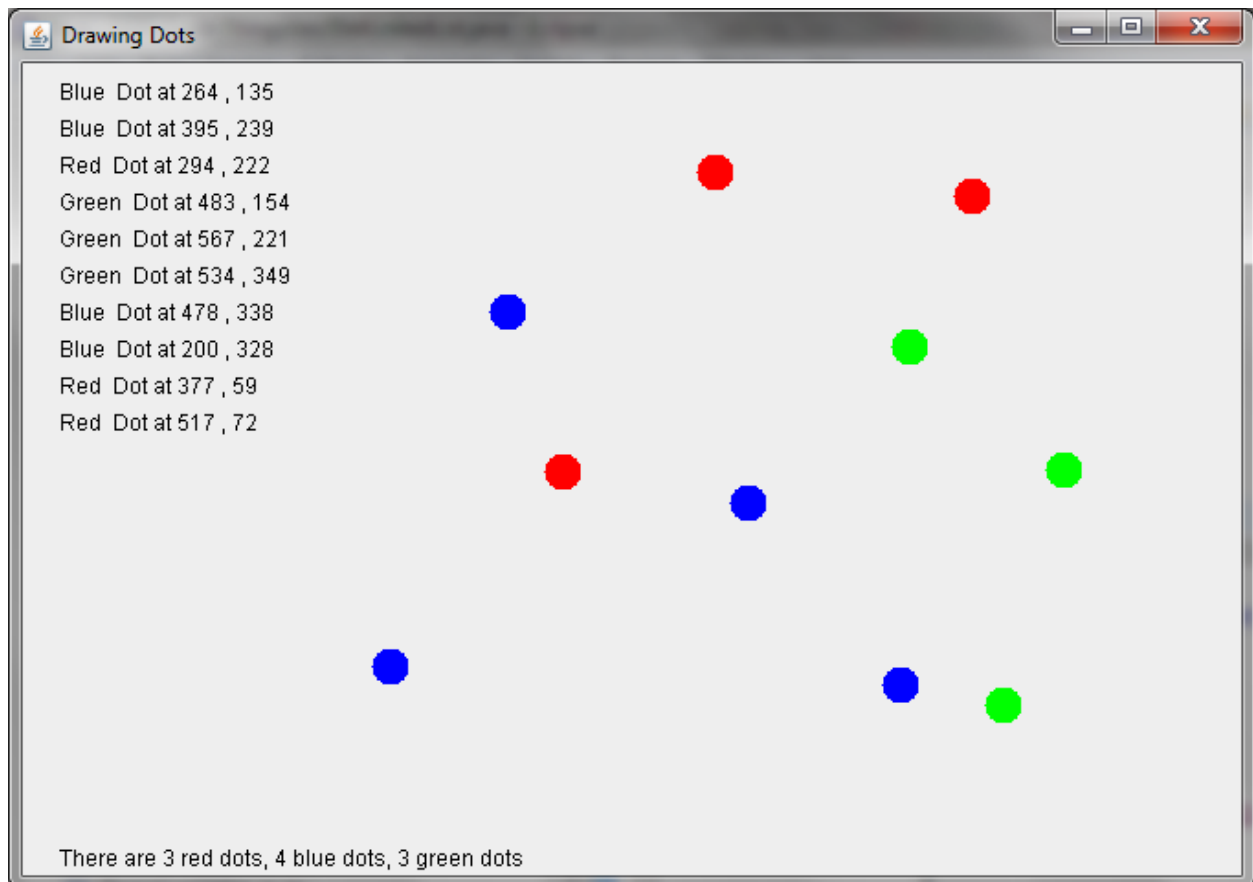 Drawing Dots
Blue  Dot at 264 , 135
Blue  Dot at 395 , 239
Red  Dot at 294 , 222
Green  Dot at 483 , 154
Green  Dot at 567 , 221
Green  Dot at 534 , 349
Blue  Dot at 478 , 338
Blue  Dot at 200 , 328
Red  Dot at 377 , 59
Red  Dot at 517 , 72
There are 3 red dots, 4 blue dots, 3 green dots